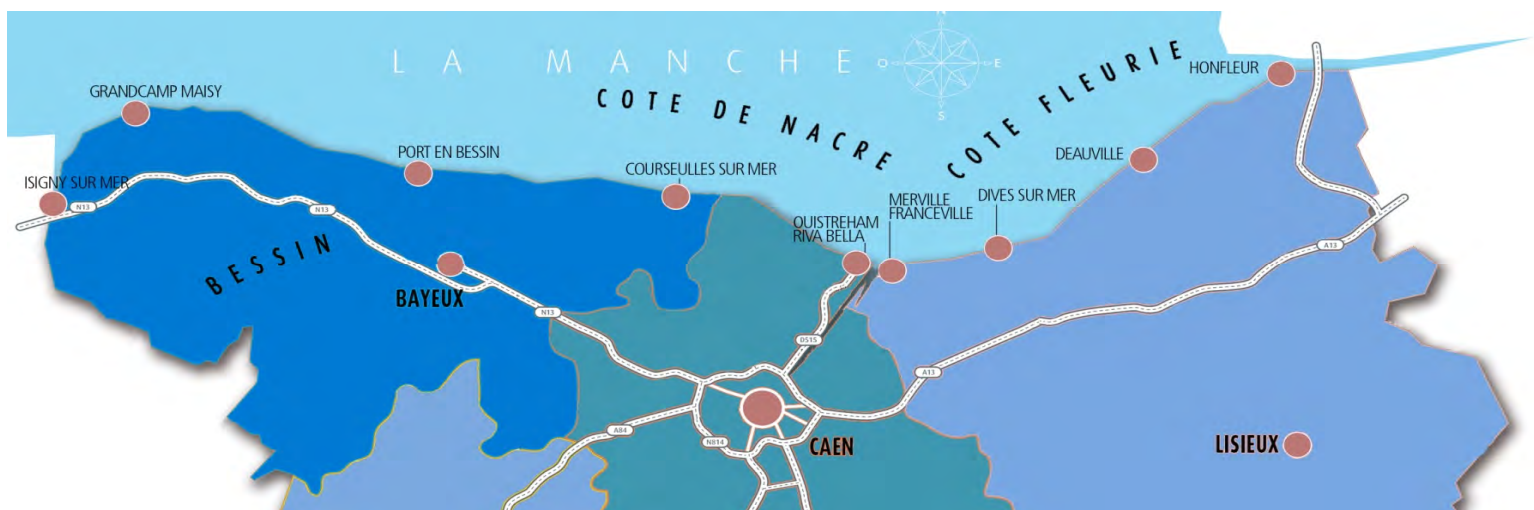 N
LA MANCHE
O
E
S
COTE DE NACRE
COTE FLEURIE
HONFLEUR
GRANDCAMP MAISY
PORT EN BESSIN
COURSEULLES SUR MER
DEAUVILLE
ISIGNY SUR MER
OUISTREHAM
RIVA BELLA
MERVILLE
FRANCEVILLE
DIVES SUR MER
N13
N13
A13
BESSIN
BAYEUX
N13
D515
A13
A84
N814
CAEN
LISIEUX